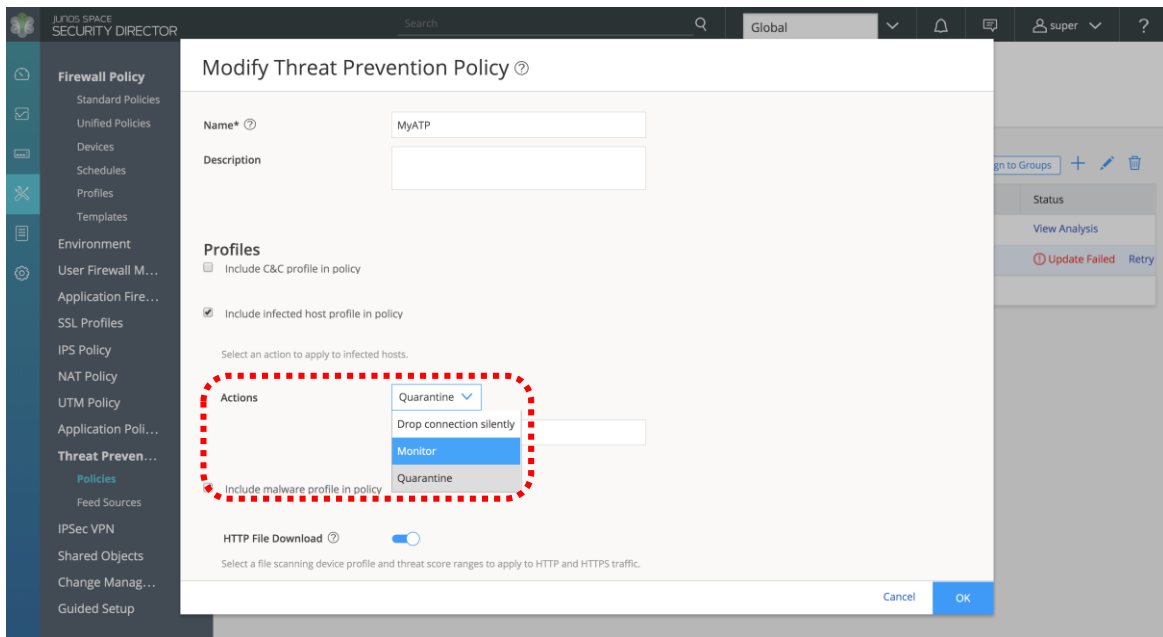 JUNOS SPACE
SECURITY DIRECTOR
Search
Global
super
?
Firewall Policy
Standard Policies
Unified Policies
Devices
Schedules
Profiles
Templates
Environment
User Firewall M...
Application Fire...
SSL Profiles
IPS Policy
NAT Policy
UTM Policy
Application Poli...
Threat Preven...
Policies
Feed Sources
IPSec VPN
Shared Objects
Change Manag...
Guided Setup
Modify Threat Prevention Policy ?
Name* ?
MyATP
Description
Profiles
Include C&C profile in policy
Include infected host profile in policy
Select an action to apply to infected hosts.
Actions
Quarantine
Drop connection silently
Monitor
Quarantine
Include malware profile in policy
HTTP File Download ?
Select a file scanning device profile and threat score ranges to apply to HTTP and HTTPS traffic.
Cancel
OK
gn to Groups
Status
View Analysis
Update Failed Retry